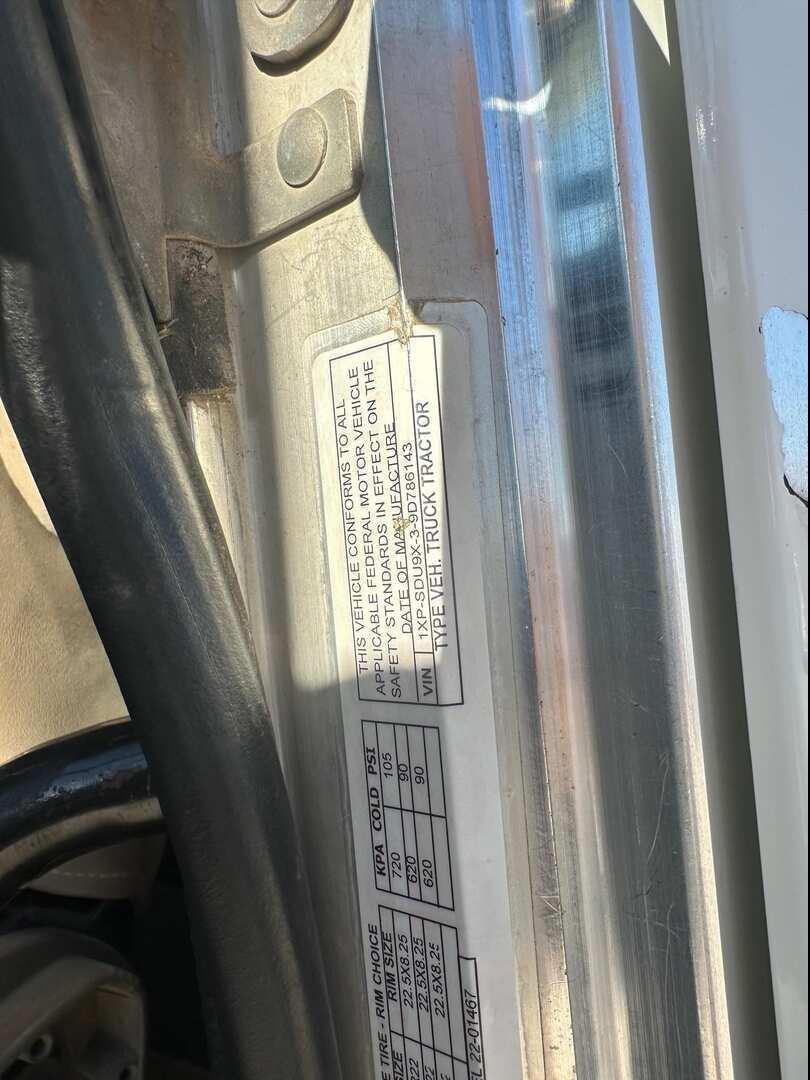 THIS VEHICLE CONFORMS TO ALL
APPLICABLE FEDERAL MOTOR VEHICLE
SAFETY STANDARDS IN EFFECT ON THE
DATE OF MANUFACTURE
VIN 1XP-SDU9X-3-9D786143
TYPE VEH. TRUCK TRACTOR
TIRE - RIM CHOICE
RIM SIZE KPA COLD PSI
22.5X8.25 720 105
22.5X8.25 620 90
22.5X8.25 620 90
22-01467